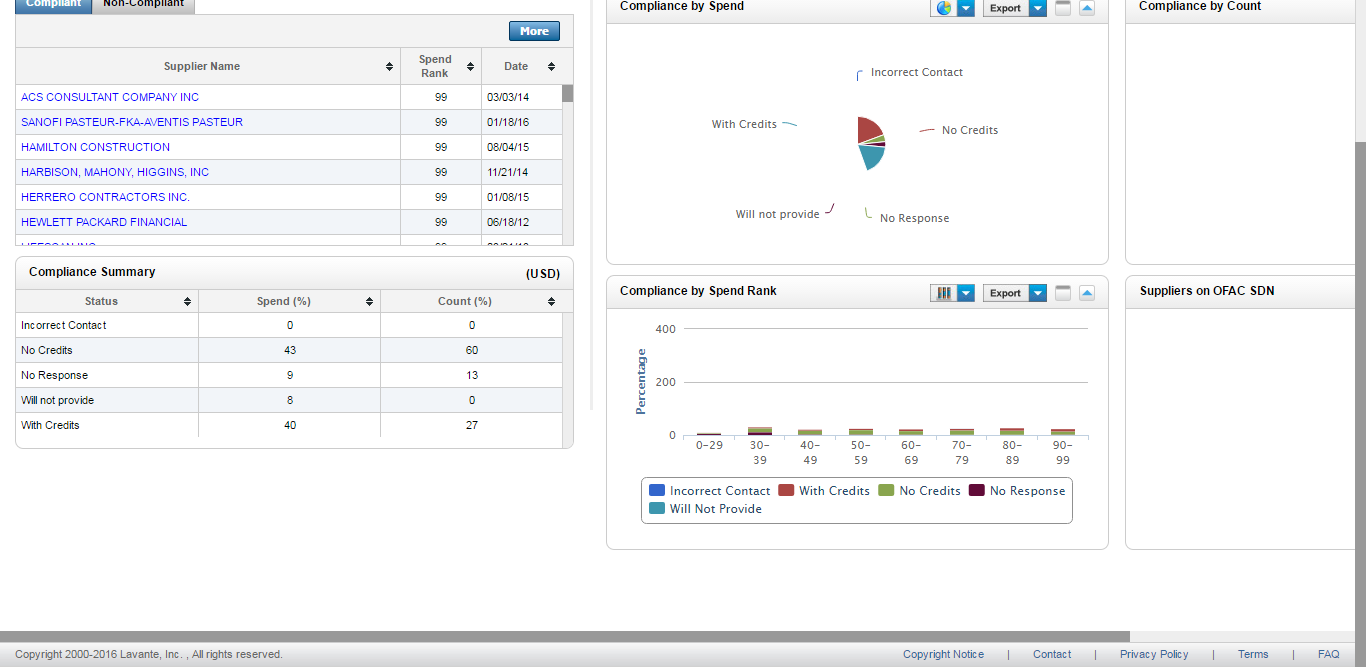 Compliant Non-Compliant
More
Supplier Name Spend Rank Date
ACS CONSULTANT COMPANY INC 99 03/03/14
SANOFI PASTEUR-FKA-AVENTIS PASTEUR 99 01/18/16
HAMILTON CONSTRUCTION 99 08/04/15
HARBISON, MAHONY, HIGGINS, INC 99 11/21/14
HERRERO CONTRACTORS INC. 99 01/08/15
HEWLETT PACKARD FINANCIAL 99 06/18/12
Compliance Summary (USD)
Status Spend (%) Count (%)
Incorrect Contact 0 0
No Credits 43 60
No Response 9 13
Will not provide 8 0
With Credits 40 27
Compliance by Spend Export
Incorrect Contact
With Credits No Credits
Will not provide No Response
Compliance by Spend Rank Export
Percentage
400
200
0
0-29 30-39 40-49 50-59 60-69 70-79 80-89 90-99
Incorrect Contact With Credits No Credits No Response
Will Not Provide
Compliance by Count
Suppliers on OFAC SDN
Copyright 2000-2016 Lavante, Inc. , All rights reserved. Copyright Notice | Contact | Privacy Policy | Terms | FAQ